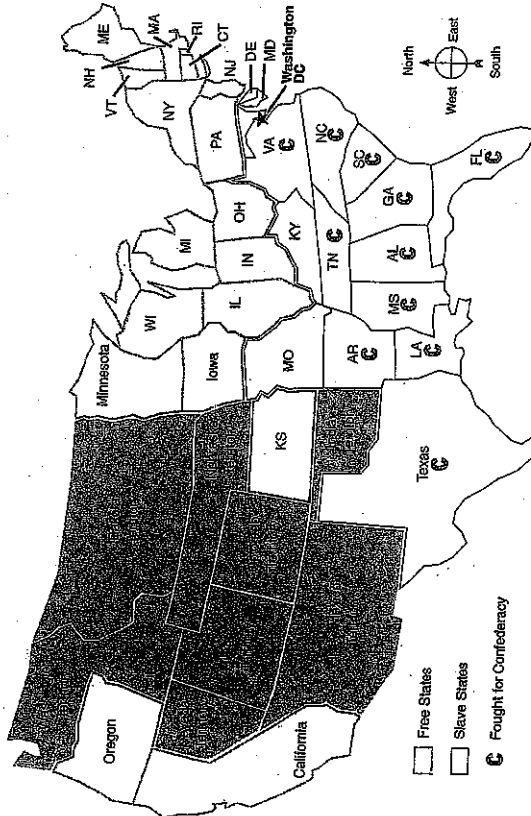 ME
NH
MA
RI
CT
VT
NY
NJ
DE
MD
Washington
DC
PA
MI
WI
Minnesota
OH
IN
IL
Iowa
VA
C
KY
MO
KS
NC
C
TN
C
SC
C
GA
C
AL
C
MS
C
AR
C
LA
C
FL
C
Texas
C
Oregon
California
North
East
West
South
Free States
Slave States
C Fought for Confederacy